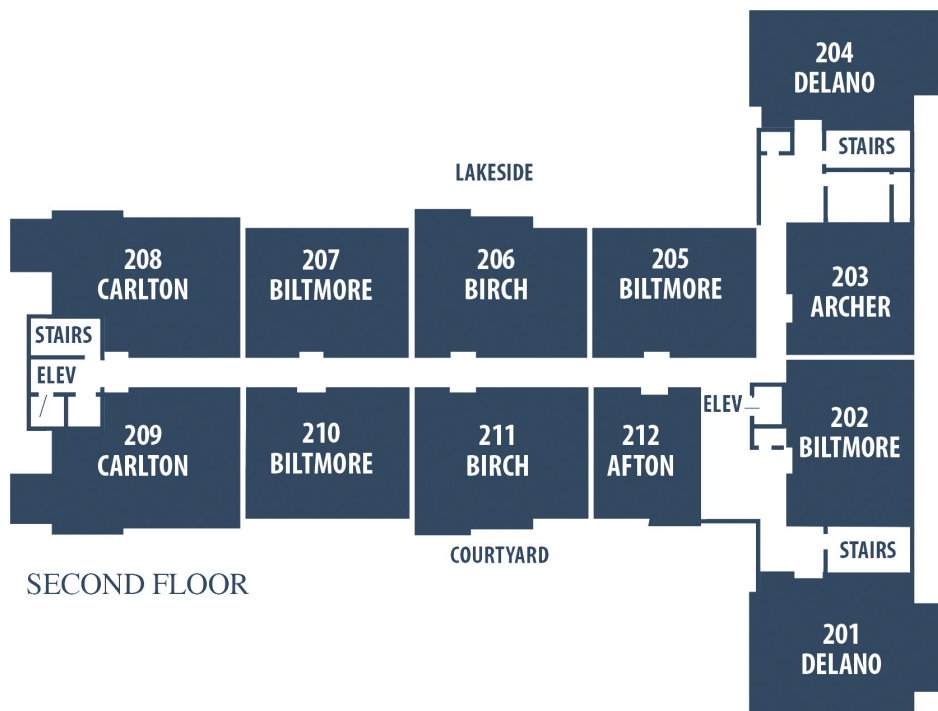 204
DELANO
STAIRS
LAKESIDE
208
CARLTON
207
BILTMORE
206
BIRCH
205
BILTMORE
203
ARCHER
STAIRS
ELEV
ELEV
209
CARLTON
210
BILTMORE
211
BIRCH
212
AFTON
202
BILTMORE
COURTYARD
STAIRS
SECOND FLOOR
201
DELANO